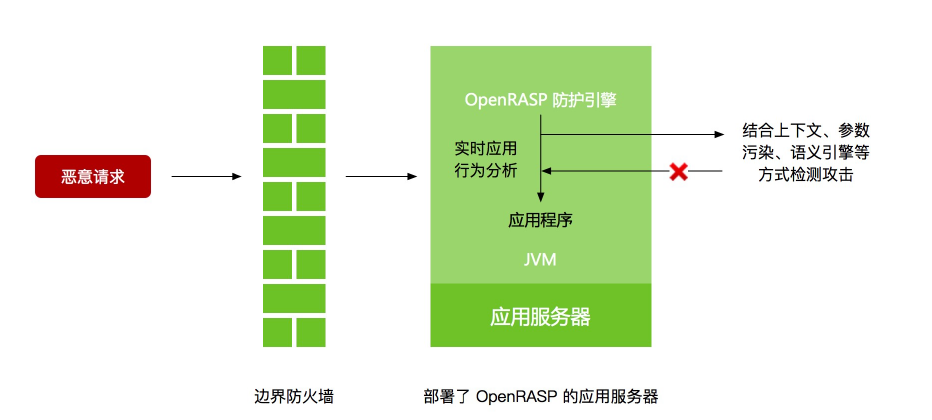 恶意请求
OpenRASP 防护引擎
实时应用
行为分析
应用程序
JVM
应用服务器
结合上下文、参数
污染、语义引擎等
方式检测攻击
边界防火墙
部署了 OpenRASP 的应用服务器